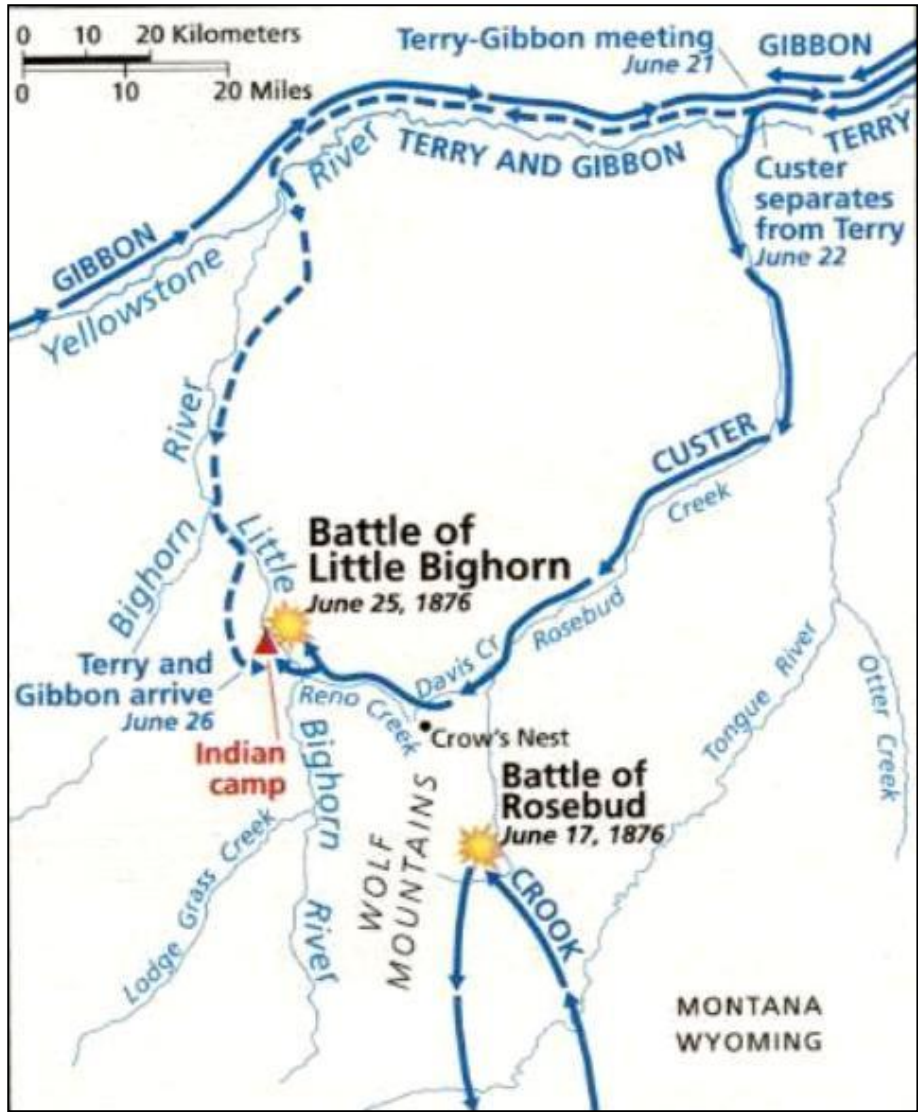 0 10 20 Kilometers
0 10 20 Miles
Terry-Gibbon meeting
June 21
GIBBON
TERRY
River
TERRY AND GIBBON
Custer
separates
from Terry
June 22
GIBBON
Yellowstone
River
CUSTER
Creek
Little
Battle of
Little Bighorn
June 25, 1876
Bighorn
Rosebud
Davis Cr
Terry and
Gibbon arrive
June 26
Reno Creek
Tongue River
Otter Creek
Crow's Nest
Indian
camp
Bighorn
River
Battle of
Rosebud
June 17, 1876
WOLF
MOUNTAINS
CROOK
Lodge Grass Creek
MONTANA
WYOMING